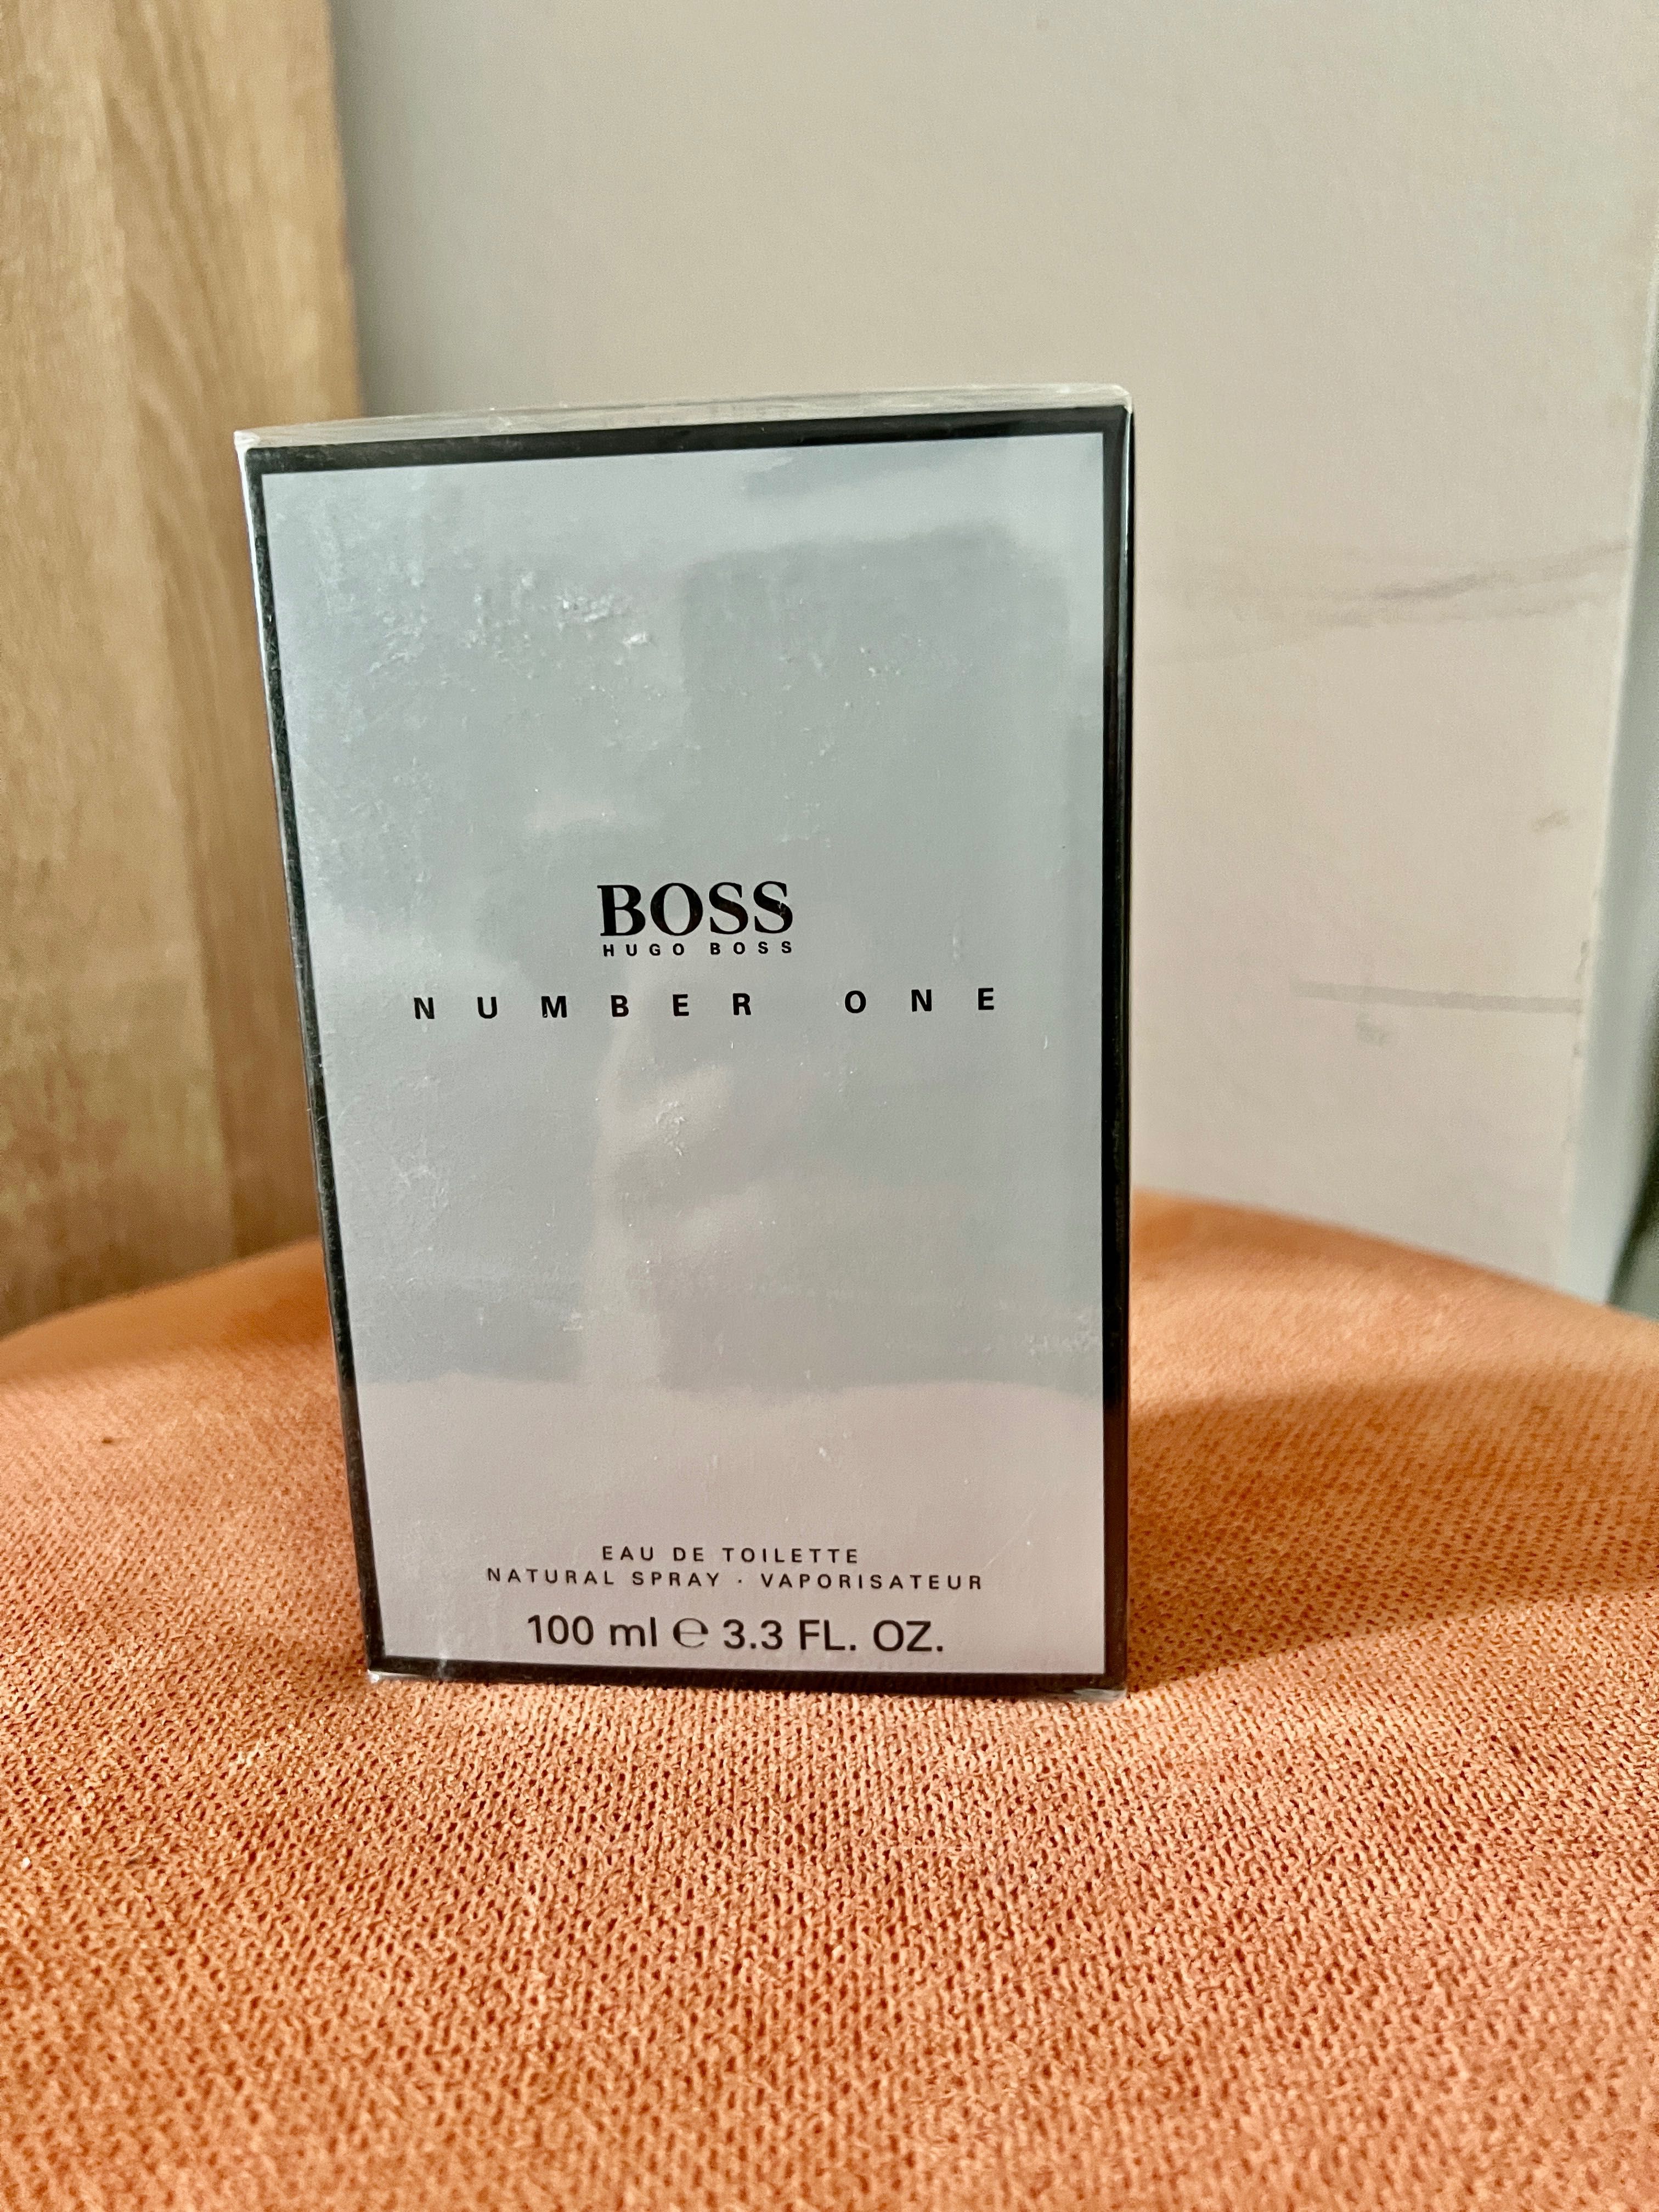 BOSS
HUGO BOSS
NUMBER ONE
EAU DE TOILETTE
NATURAL SPRAY · VAPORISATEUR
100 ml ℮ 3.3 FL. OZ.